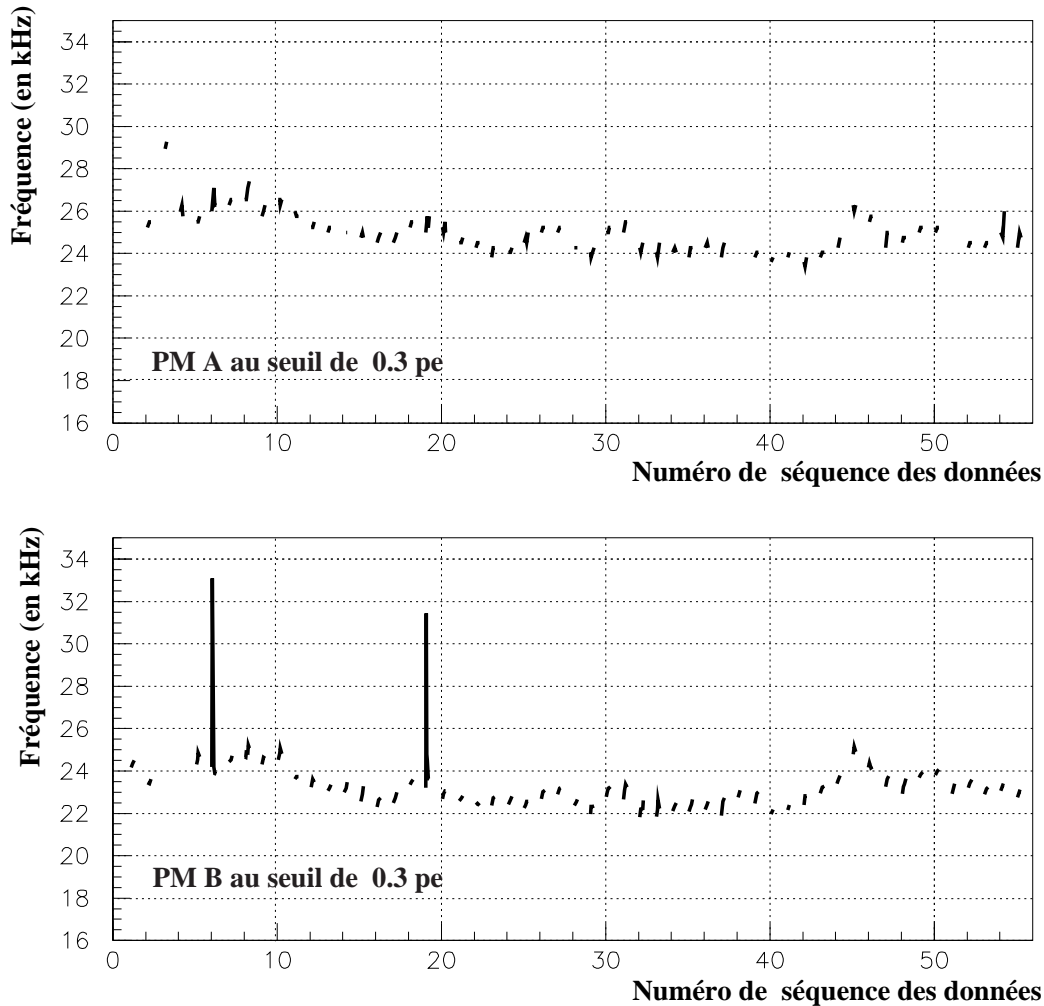 Fréquence (en kHz)
34
32
30
28
26
24
22
20
18
16
PM A au seuil de 0.3 pe
0 10 20 30 40 50
Numéro de séquence des données
Fréquence (en kHz)
34
32
30
28
26
24
22
20
18
16
PM B au seuil de 0.3 pe
0 10 20 30 40 50
Numéro de séquence des données